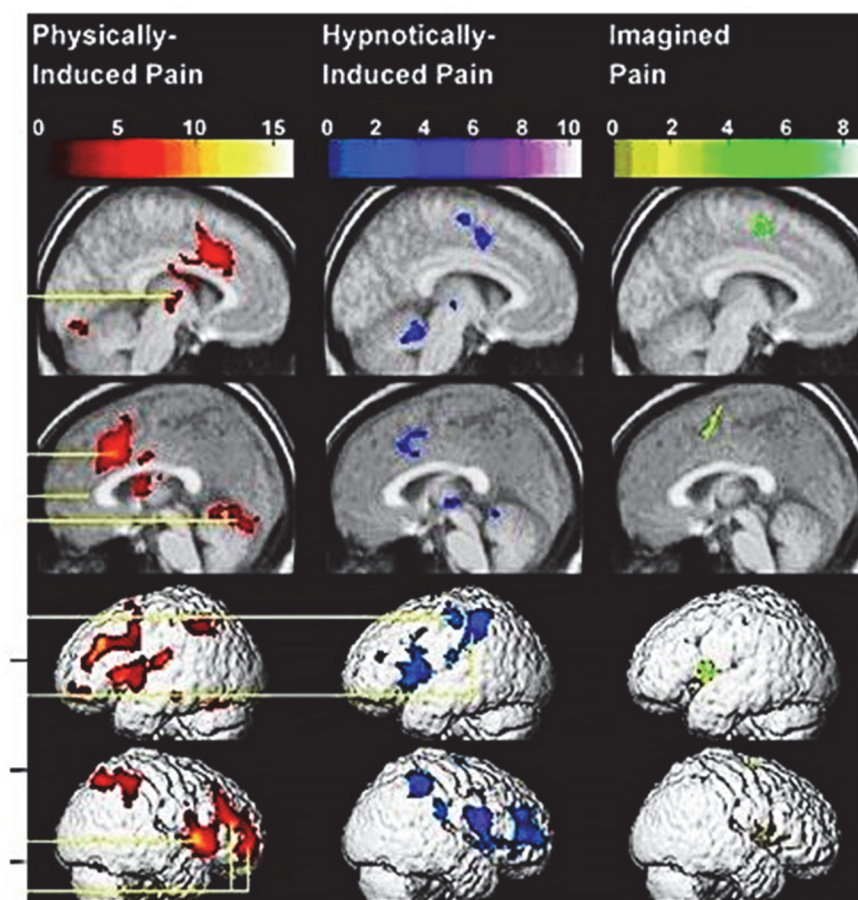 Physically-
Induced Pain
Hypnotically-
Induced Pain
Imagined
Pain
0 5 10 15
0 2 4 6 8 10
0 2 4 6 8